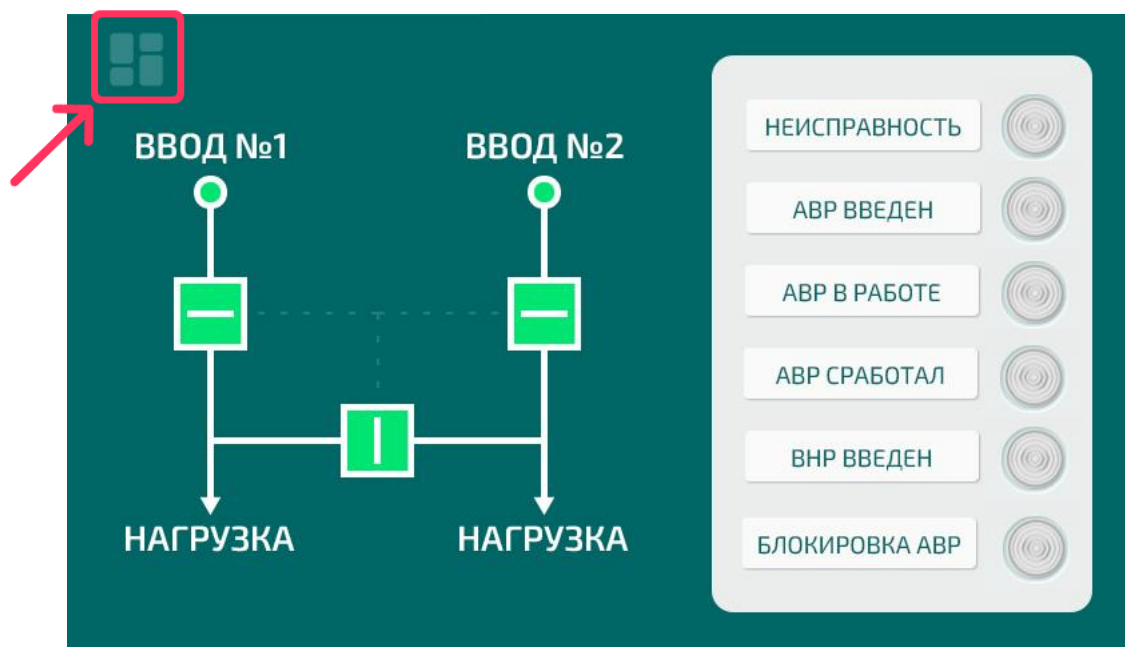 ВВОД №1
ВВОД №2
НАГРУЗКА
НАГРУЗКА
НЕИСПРАВНОСТЬ
АВР ВВЕДЕН
АВР В РАБОТЕ
АВР СРАБОТАЛ
ВНР ВВЕДЕН
БЛОКИРОВКА АВР